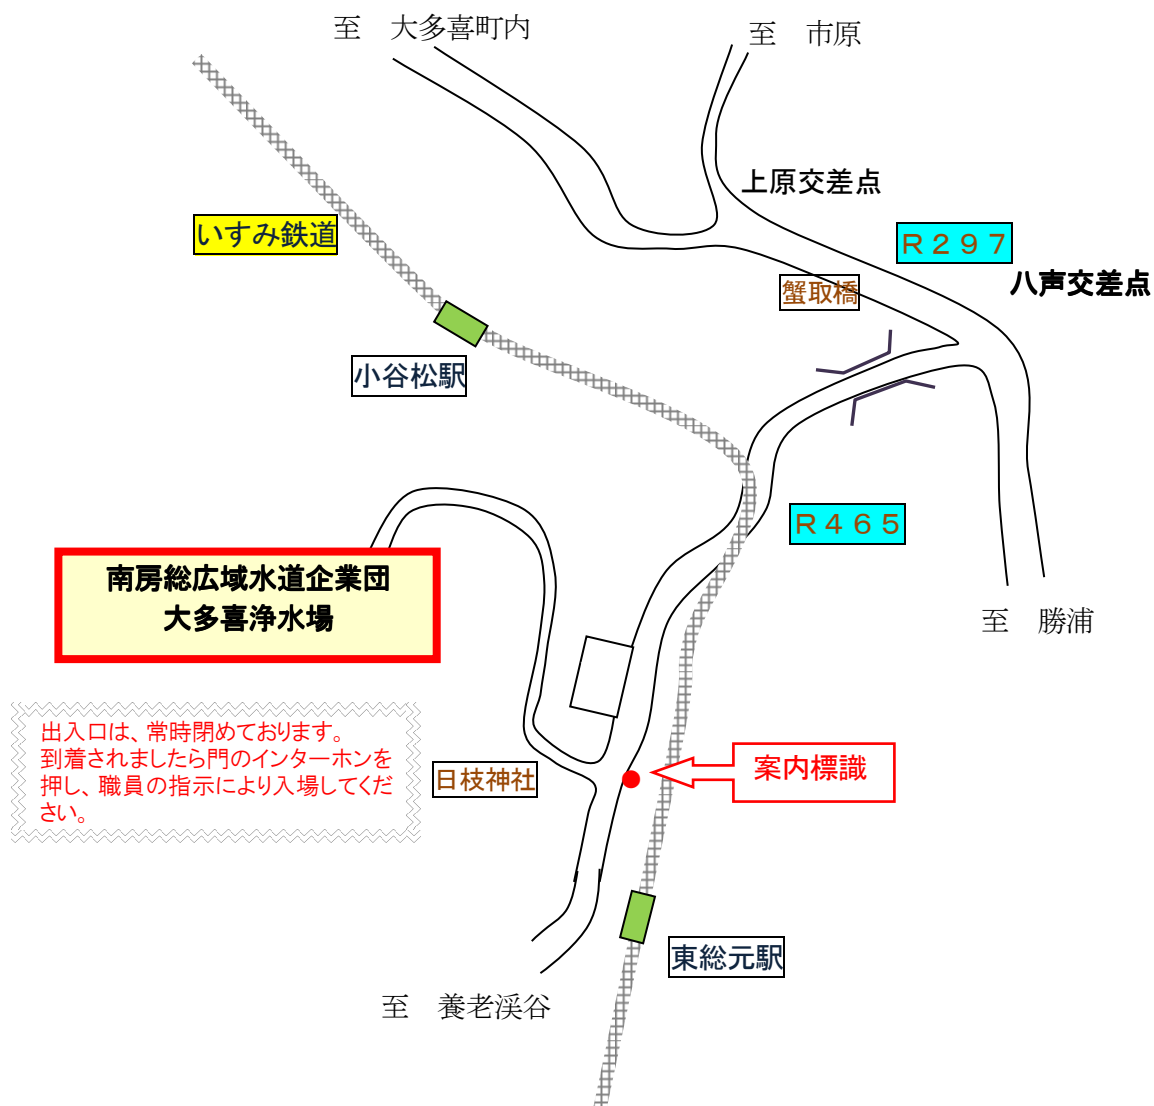 至　大多喜町内
至　市原
上原交差点
いすみ鉄道
Ｒ２９７
八声交差点
蟹取橋
小谷松駅
Ｒ４６５
南房総広域水道企業団
大多喜浄水場
至　勝浦
出入口は、常時閉めております。
到着されましたら門のインターホンを
押し、職員の指示により入場してくだ
さい。
日枝神社
案内標識
東総元駅
至　養老渓谷